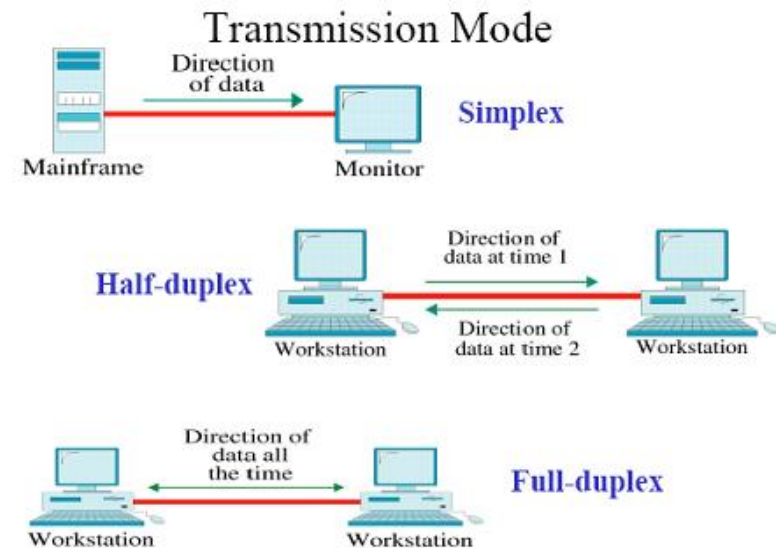 Transmission Mode
Direction
of data
Simplex
Mainframe
Monitor
Half-duplex
Direction of
data at time 1
Direction of
data at time 2
Workstation
Workstation
Direction of
data all
the time
Full-duplex
Workstation
Workstation